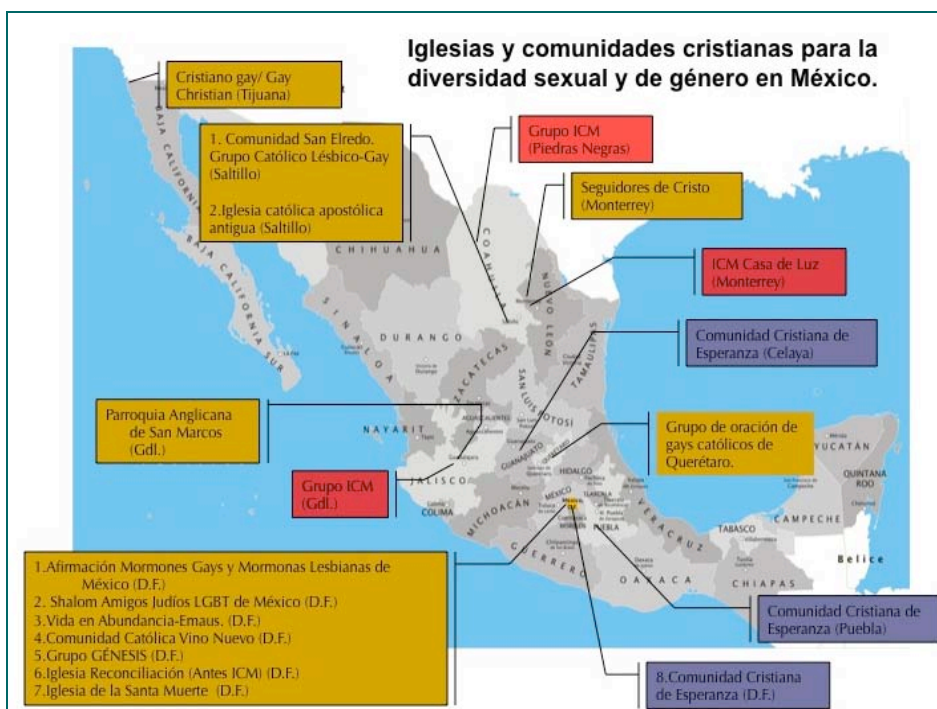 Iglesias y comunidades cristianas para la
diversidad sexual y de género en México.
Cristiano gay/ Gay
Christian (Tijuana)
1. Comunidad San Elredo.
Grupo Católico Lésbico-Gay
(Saltillo)
2.Iglesia católica apostólica
antigua (Saltillo)
Grupo ICM
(Piedras Negras)
Seguidores de Cristo
(Monterrey)
ICM Casa de Luz
(Monterrey)
Comunidad Cristiana de
Esperanza (Celaya)
Parroquia Anglicana
de San Marcos
(Gdl.)
Grupo de oración de
gays católicos de
Querétaro.
Grupo ICM
(Gdl.)
1.Afirmación Mormones Gays y Mormonas Lesbianas de
México (D.F.)
2. Shalom Amigos Judíos LGBT de México (D.F.)
3.Vida en Abundancia-Emaus. (D.F.)
4.Comunidad Católica Vino Nuevo (D.F.)
5.Grupo GÉNESIS (D.F.)
6.Iglesia Reconciliación (Antes ICM) (D.F.)
7.Iglesia de la Santa Muerte (D.F.)
Comunidad Cristiana de
Esperanza (Puebla)
8.Comunidad Cristiana
de Esperanza (D.F.)
BAJA CALIFORNIA
BAJA CALIFORNIA SUR
CHIHUAHUA
COAHUILA
NUEVO LEÓN
TAMAULIPAS
SINALOA
DURANGO
ZACATECAS
SAN LUIS POTOSÍ
NAYARIT
AGUASCALIENTES
JALISCO
GUANAJUATO
HIDALGO
COLIMA
MICHOACÁN
MÉXICO
TLAXCALA
PUEBLA
VERACRUZ
GUERRERO
OAXACA
TABASCO
CHIAPAS
CAMPECHE
YUCATÁN
QUINTANA
ROO
Belice